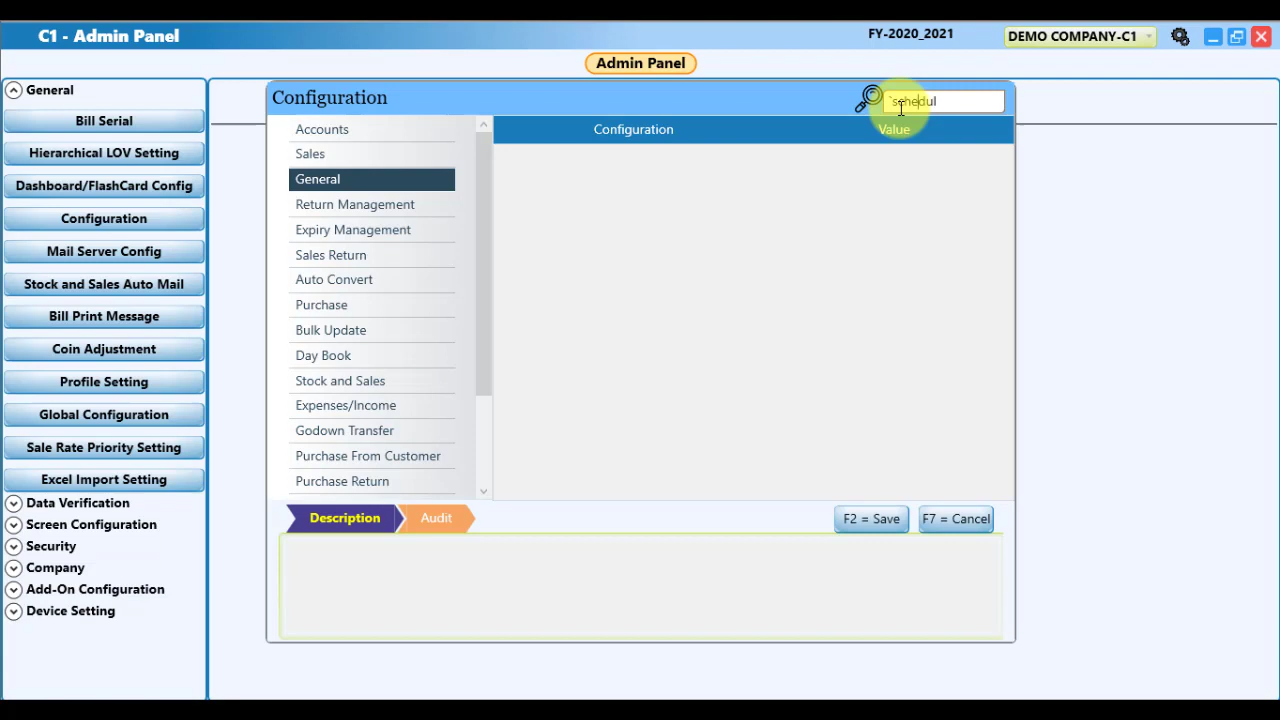 C1 - Admin Panel
FY-2020_2021
DEMO COMPANY-C1
Admin Panel
General
Bill Serial
Hierarchical LOV Setting
Dashboard/FlashCard Config
Configuration
Mail Server Config
Stock and Sales Auto Mail
Bill Print Message
Coin Adjustment
Profile Setting
Global Configuration
Sale Rate Priority Setting
Excel Import Setting
Data Verification
Screen Configuration
Security
Company
Add-On Configuration
Device Setting
Configuration
`schedul
Accounts
Sales
General
Return Management
Expiry Management
Sales Return
Auto Convert
Purchase
Bulk Update
Day Book
Stock and Sales
Expenses/Income
Godown Transfer
Purchase From Customer
Purchase Return
Configuration
Value
Description
Audit
F2 = Save
F7 = Cancel